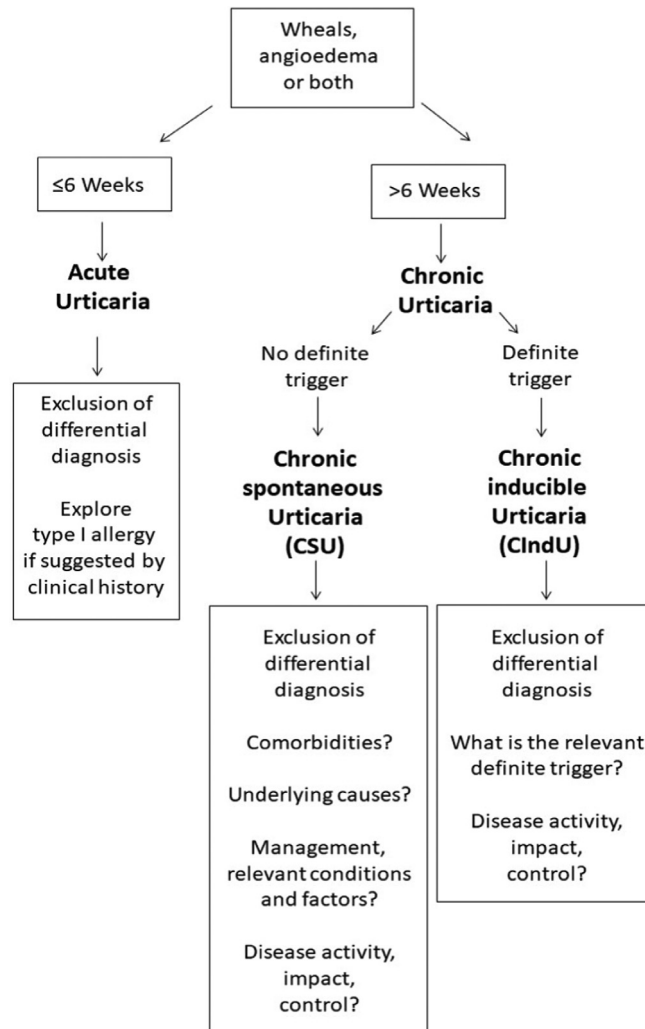 Wheals,
angioedema
or both
≤6 Weeks
>6 Weeks
Acute
Urticaria
Chronic
Urticaria
No definite
trigger
Definite
trigger
Exclusion of
differential
diagnosis
Explore
type I allergy
if suggested by
clinical history
Chronic
spontaneous
Urticaria
(CSU)
Chronic
inducible
Urticaria
(CIndU)
Exclusion of
differential
diagnosis
Comorbidities?
Underlying causes?
Management,
relevant conditions
and factors?
Disease activity,
impact,
control?
Exclusion of
differential
diagnosis
What is the relevant
definite trigger?
Disease activity,
impact,
control?